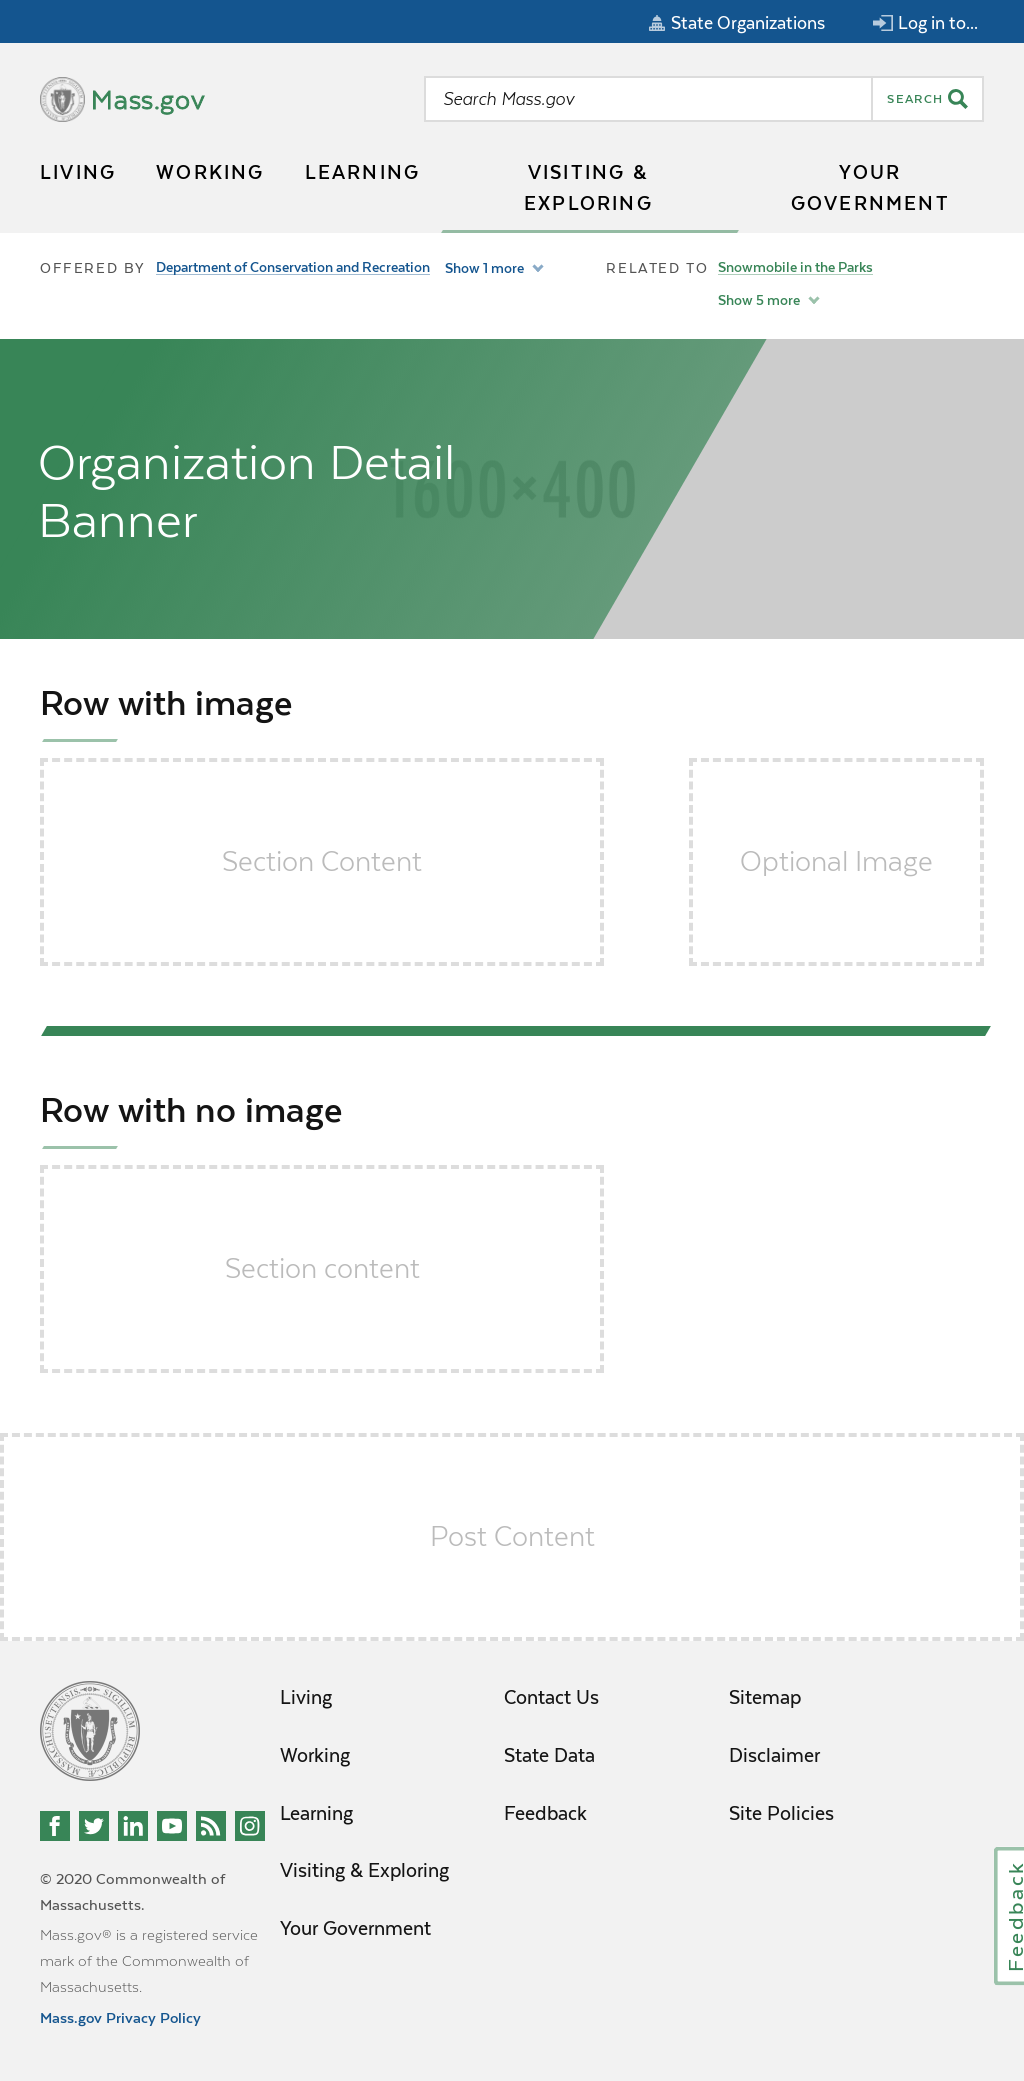 State Organizations
Log in to...
Mass.gov
Search Mass.gov
SEARCH
LIVING
WORKING
LEARNING
VISITING &
EXPLORING
YOUR
GOVERNMENT
OFFERED BY
Department of Conservation and Recreation
Show 1 more
RELATED TO
Snowmobile in the Parks
Show 5 more
Organization Detail
Banner
1600×400
Row with image
Section Content
Optional Image
Row with no image
Section content
Post Content
Living
Working
Learning
Visiting & Exploring
Your Government
Contact Us
State Data
Feedback
Sitemap
Disclaimer
Site Policies
© 2020 Commonwealth of
Massachusetts.
Mass.gov® is a registered service
mark of the Commonwealth of
Massachusetts.
Mass.gov Privacy Policy
Feedback